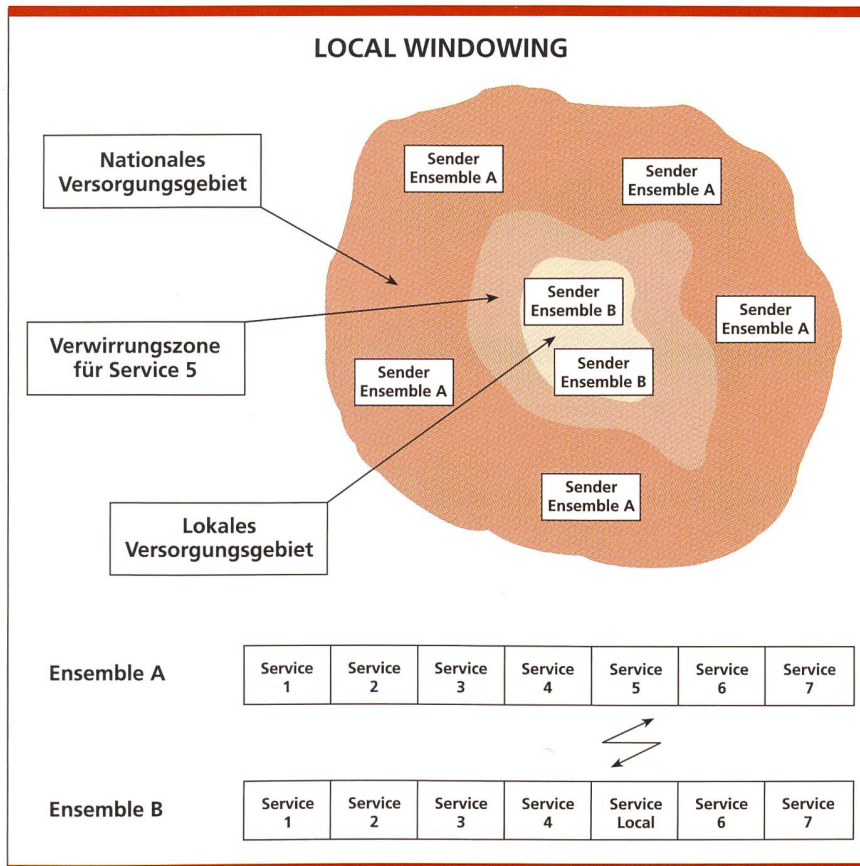 LOCAL WINDOWING
Nationales
Versorgungsgebiet
Verwirrungszone
für Service 5
Lokales
Versorgungsgebiet
Sender
Ensemble A
Sender
Ensemble A
Sender
Ensemble B
Sender
Ensemble A
Sender
Ensemble B
Sender
Ensemble A
Sender
Ensemble A
Ensemble A
Service
1
Service
2
Service
3
Service
4
Service
5
Service
6
Service
7
Ensemble B
Service
1
Service
2
Service
3
Service
4
Service
Local
Service
6
Service
7